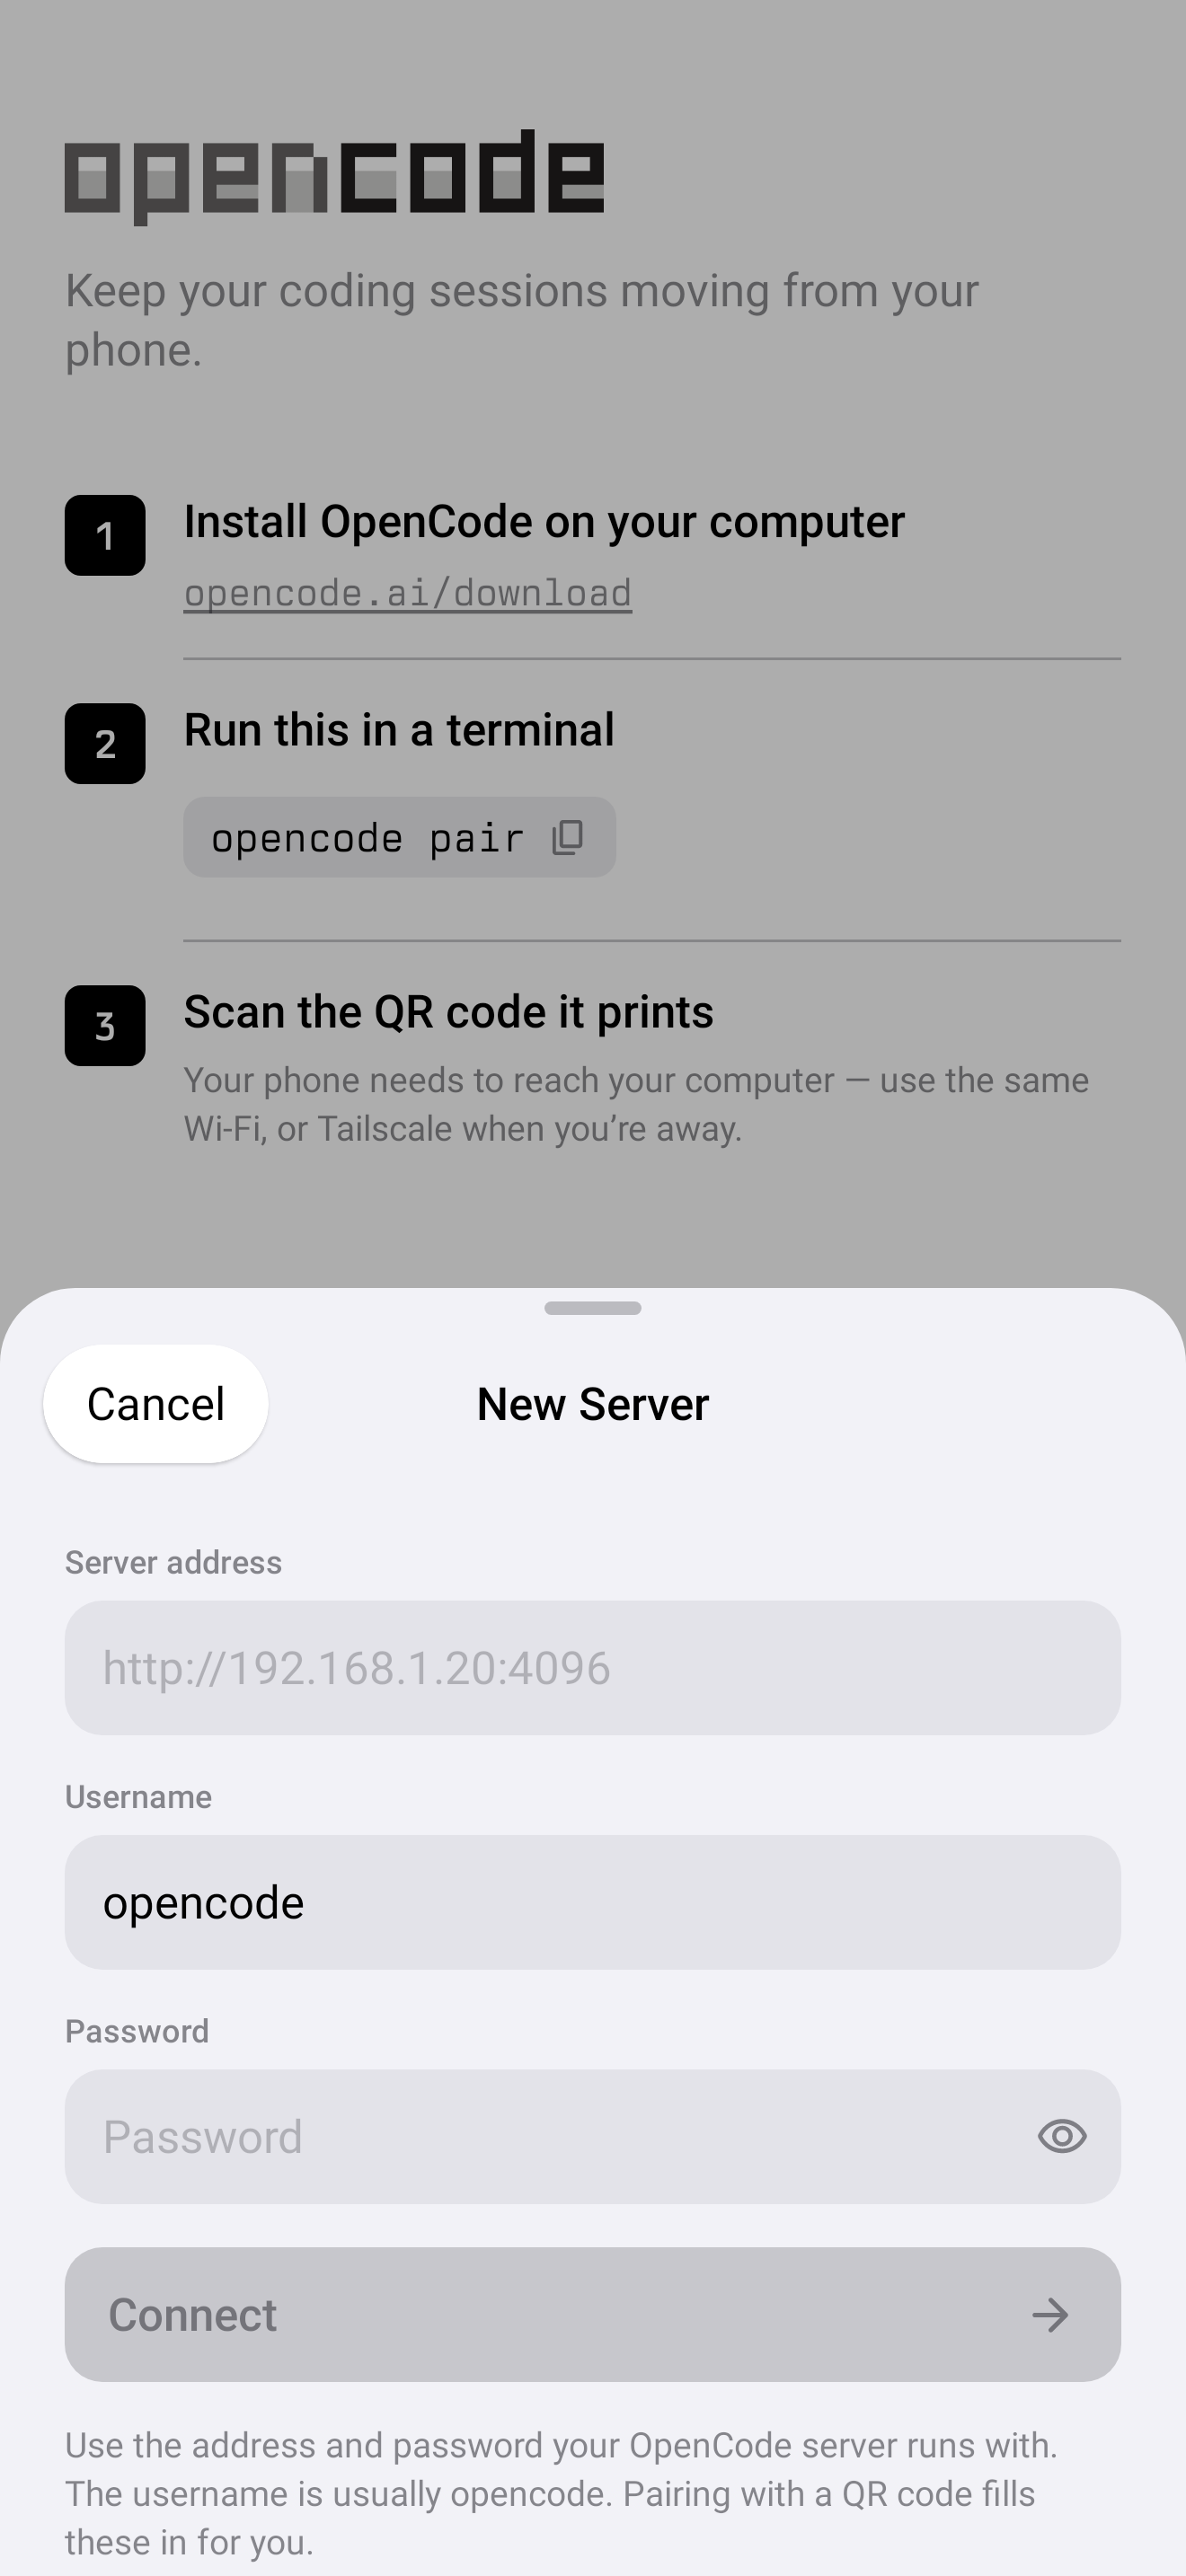 opencode
Keep your coding sessions moving from your
phone.
1
Install OpenCode on your computer
opencode.ai/download
2
Run this in a terminal
opencode pair
3
Scan the QR code it prints
Your phone needs to reach your computer — use the same
Wi-Fi, or Tailscale when you’re away.
Cancel
New Server
Server address
http://192.168.1.20:4096
Username
opencode
Password
Password
Connect
Use the address and password your OpenCode server runs with.
The username is usually opencode. Pairing with a QR code fills
these in for you.